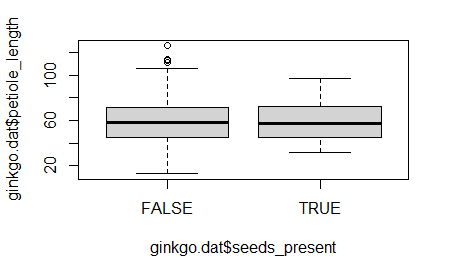 ginkgo.dat$petiole_length
100
60
20
FALSE TRUE
ginkgo.dat$seeds_present